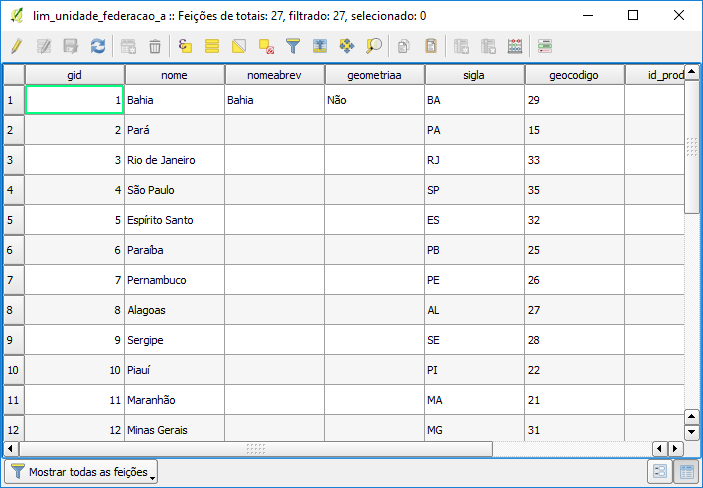 lim_unidade_federacao_a :: Feições de totais: 27, filtrado: 27, selecionado: 0
gid nome nomeabrev geometriaa sigla geocodigo id_prod
1 1 Bahia Bahia Não BA 29
2 2 Pará PA 15
3 3 Rio de Janeiro RJ 33
4 4 São Paulo SP 35
5 5 Espírito Santo ES 32
6 6 Paraíba PB 25
7 7 Pernambuco PE 26
8 8 Alagoas AL 27
9 9 Sergipe SE 28
10 10 Piauí PI 22
11 11 Maranhão MA 21
12 12 Minas Gerais MG 31
Mostrar todas as feições